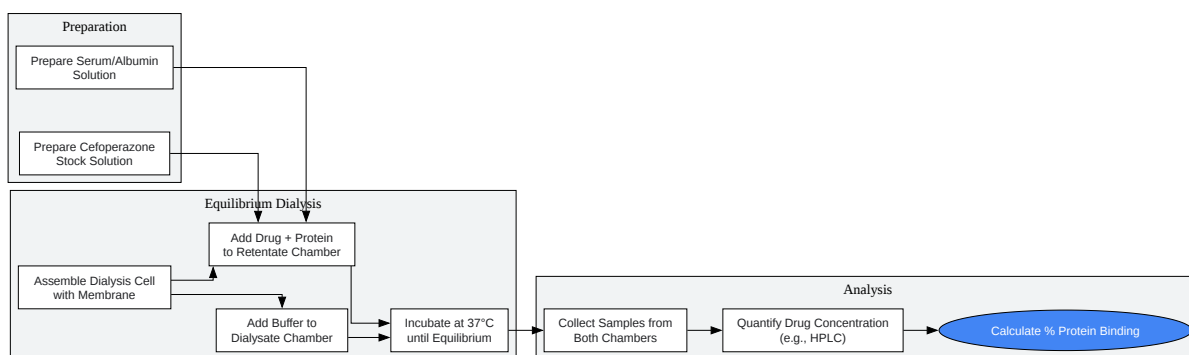 Preparation
Prepare Serum/Albumin
Solution
Prepare Cefoperazone
Stock Solution
Equilibrium Dialysis
Add Drug + Protein
to Retentate Chamber
Assemble Dialysis Cell
with Membrane
Add Buffer to
Dialysate Chamber
Incubate at 37°C
until Equilibrium
Analysis
Collect Samples from
Both Chambers
Quantify Drug Concentration
(e.g., HPLC)
Calculate % Protein Binding